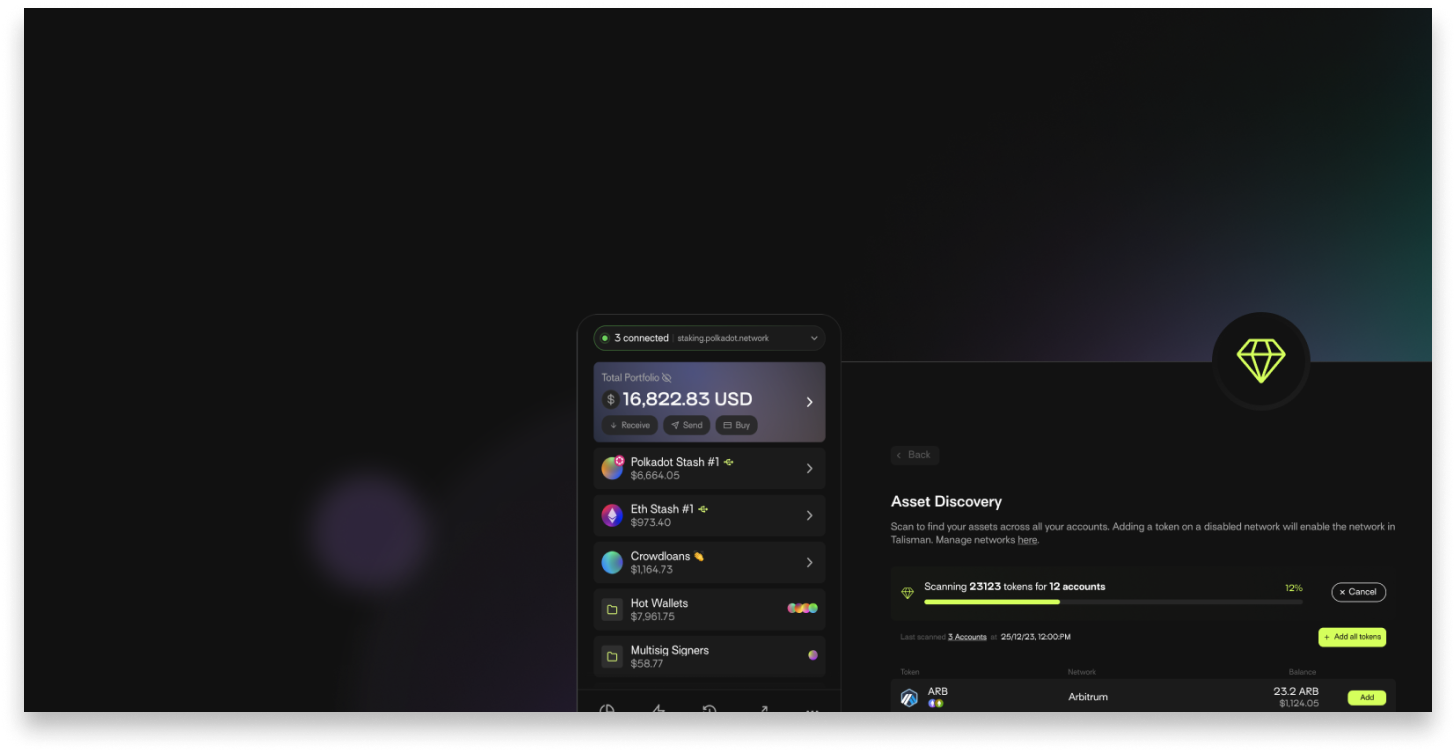 3 connected | staking.polkadot.network
Total Portfolio
$ 16,822.83 USD
Receive Send Buy
Polkadot Stash #1
$6,664.05
Eth Stash #1
$973.40
Crowdloans
$1,164.73
Hot Wallets
$7,961.75
Multisig Signers
$58.77
Back
Asset Discovery
Scan to find your assets across all your accounts. Adding a token on a disabled network will enable the network in
Talisman. Manage networks here.
Scanning 23123 tokens for 12 accounts 12% × Cancel
Last scanned 3 Accounts at 25/12/23, 12:00:PM + Add all tokens
Token Network Balance
ARB Arbitrum 23.2 ARB Add
$1,124.05